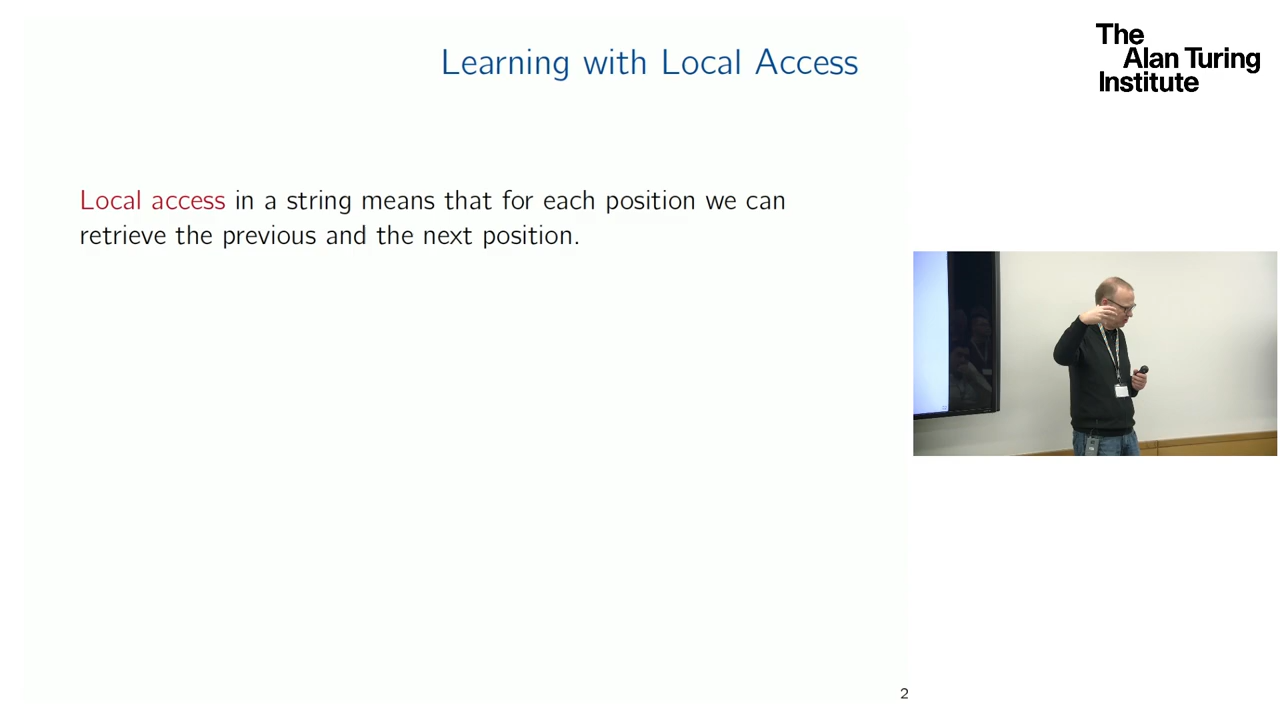 Learning with Local Access
The
Alan Turing
Institute
Local access in a string means that for each position we can
retrieve the previous and the next position.
2